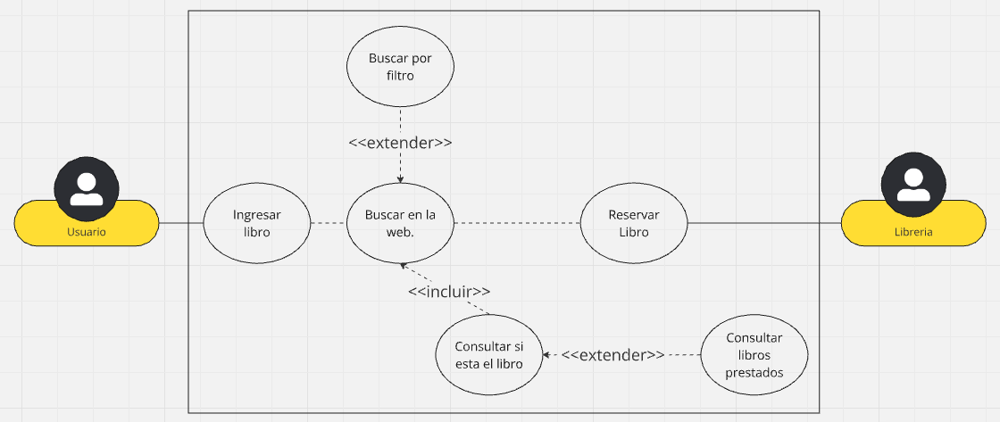 Buscar por
filtro
<<extender>>
Usuario
Ingresar
libro
Buscar en la
web.
Reservar
Libro
Libreria
<<incluir>>
Consultar si
esta el libro
<<extender>>
Consultar
libros
prestados